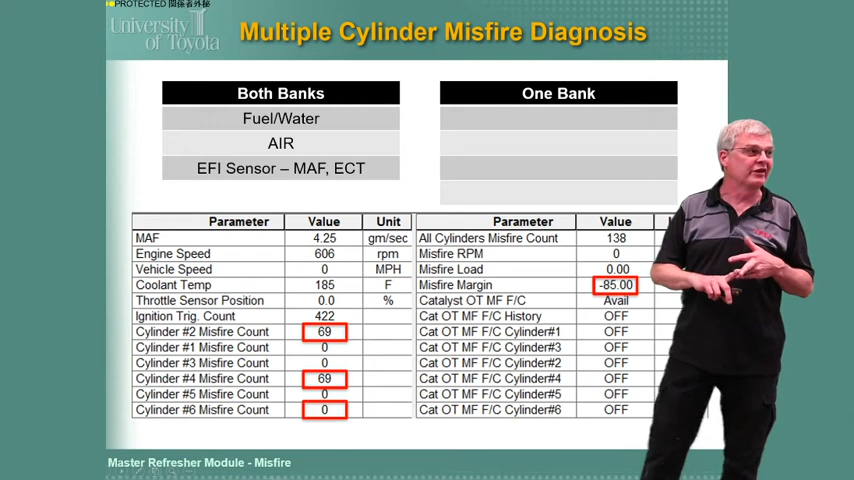 PROTECTED 関係者外秘
University of Toyota
Multiple Cylinder Misfire Diagnosis
Both Banks
One Bank
Fuel/Water
AIR
EFI Sensor – MAF, ECT
Parameter Value Unit Parameter Value
MAF 4.25 gm/sec All Cylinders Misfire Count 138
Engine Speed 606 rpm Misfire RPM 0
Vehicle Speed 0 MPH Misfire Load 0.00
Coolant Temp 185 F Misfire Margin -85.00
Throttle Sensor Position 0.0 % Catalyst OT MF F/C Avail
Ignition Trig. Count 422 Cat OT MF F/C History OFF
Cylinder #2 Misfire Count 69 Cat OT MF F/C Cylinder#1 OFF
Cylinder #1 Misfire Count 0 Cat OT MF F/C Cylinder#3 OFF
Cylinder #3 Misfire Count 0 Cat OT MF F/C Cylinder#2 OFF
Cylinder #4 Misfire Count 69 Cat OT MF F/C Cylinder#4 OFF
Cylinder #5 Misfire Count 0 Cat OT MF F/C Cylinder#5 OFF
Cylinder #6 Misfire Count 0 Cat OT MF F/C Cylinder#6 OFF
Master Refresher Module - Misfire